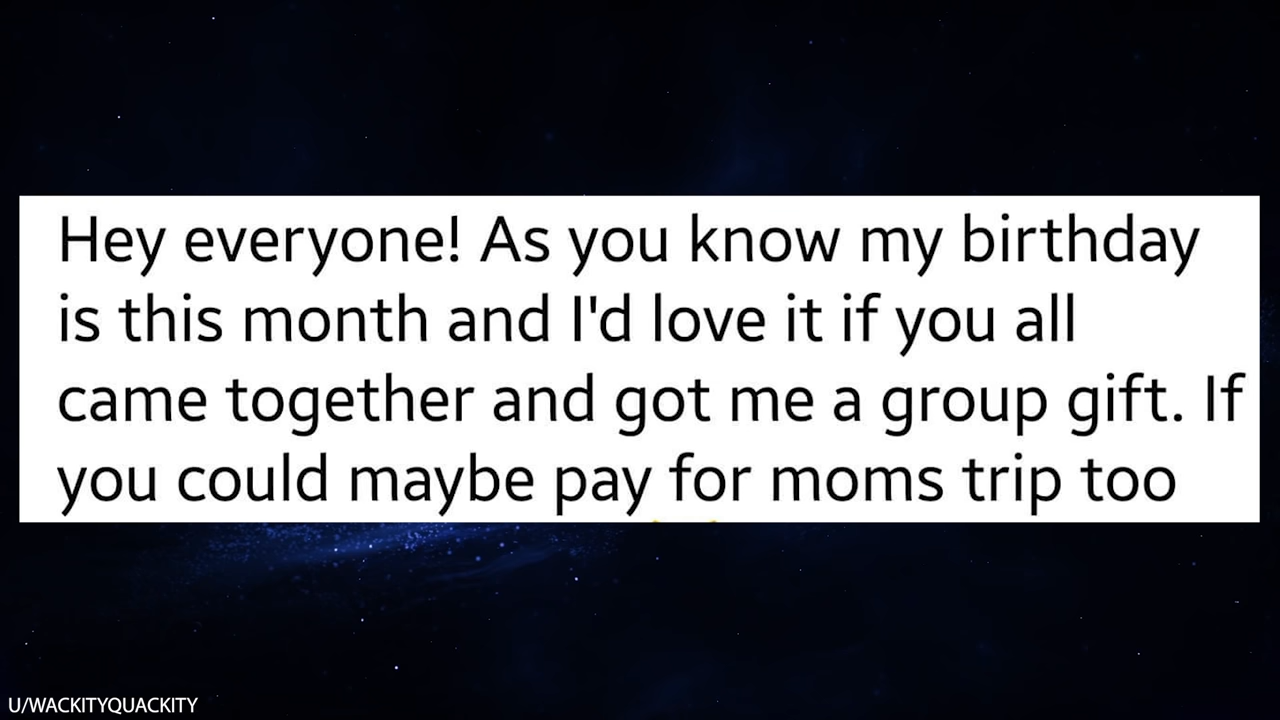 Hey everyone! As you know my birthday
is this month and I'd love it if you all
came together and got me a group gift. If
you could maybe pay for moms trip too
U/WACKITYQUACKITY